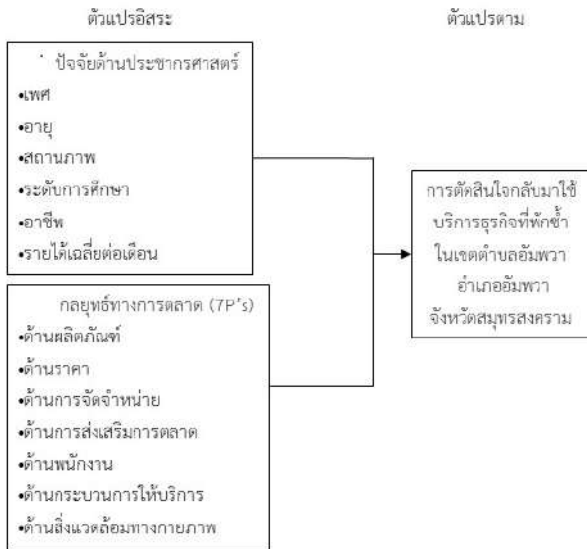 ตัวแปรอิสระ
ตัวแปรตาม
ปัจจัยด้านประชากรศาสตร์
•เพศ
•อายุ
•สถานภาพ
•ระดับการศึกษา
•อาชีพ
•รายได้เฉลี่ยต่อเดือน
กลยุทธ์ทางการตลาด (7P's)
•ด้านผลิตภัณฑ์
•ด้านราคา
•ด้านการจัดจำหน่าย
•ด้านการส่งเสริมการตลาด
•ด้านพนักงาน
•ด้านกระบวนการให้บริการ
•ด้านสิ่งแวดล้อมทางกายภาพ
การตัดสินใจกลับมาใช้
บริการธุรกิจที่พักซ้ำ
ในเขตตำบลอัมพวา
อำเภออัมพวา
จังหวัดสมุทรสงคราม